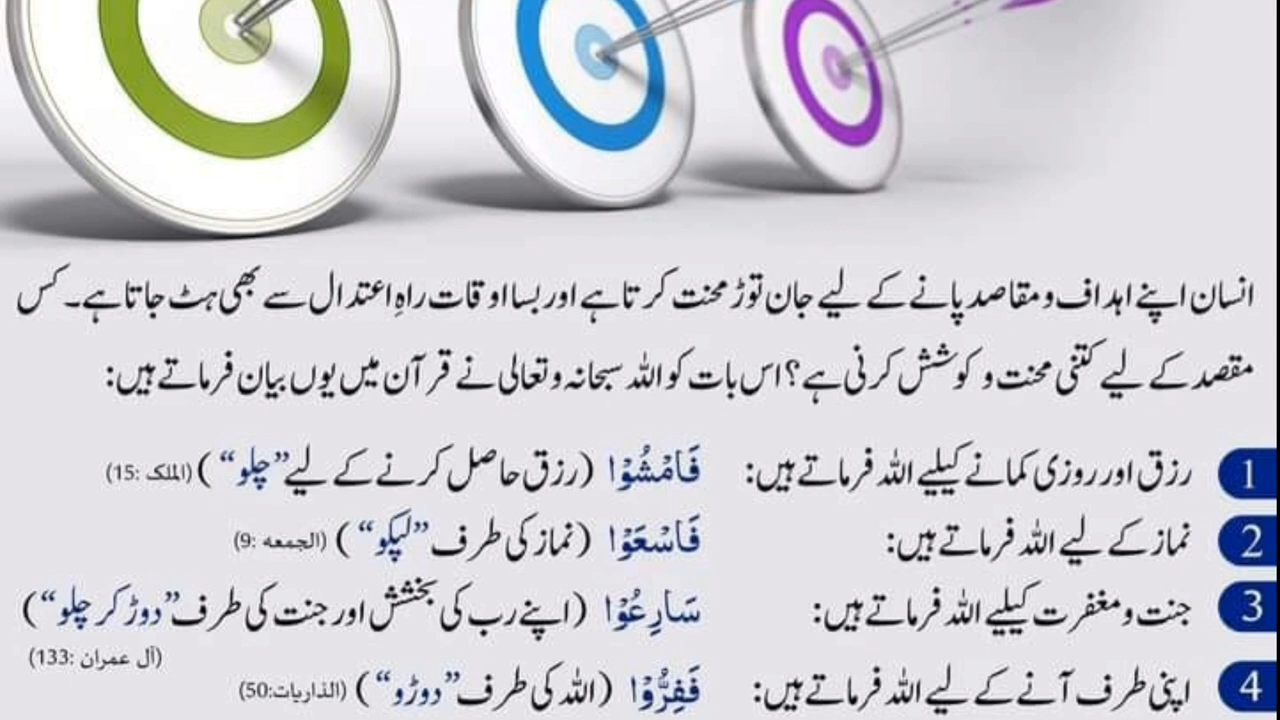 انسان اپنے اہداف و مقاصد پانے کے لیے جان توڑ محنت کرتا ہے اور بسا اوقات راہِ اعتدال سے بھی ہٹ جاتا ہے۔ کس
مقصد کے لیے کتنی محنت و کوشش کرنی ہے؟ اس بات کو اللہ سبحانہ و تعالی نے قرآن میں یوں بیان فرماتے ہیں:
1 رزق اور روزی کمانے کیلیے اللہ فرماتے ہیں: فَامْشُوْا (رزق حاصل کرنے کے لیے ”چلو“) (الملک :15)
2 نماز کے لیے اللہ فرماتے ہیں: فَاسْعَوْا (نماز کی طرف ”لپکو“) (الجمعہ :9)
3 جنت و مغفرت کیلیے اللہ فرماتے ہیں: سَارِعُوْا (اپنے رب کی بخشش اور جنت کی طرف ”دوڑ کر چلو“)
(آل عمران :133)
4 اپنی طرف آنے کے لیے اللہ فرماتے ہیں: فَفِرُّوْا (اللہ کی طرف ”دوڑو“) (الذاریات:50)